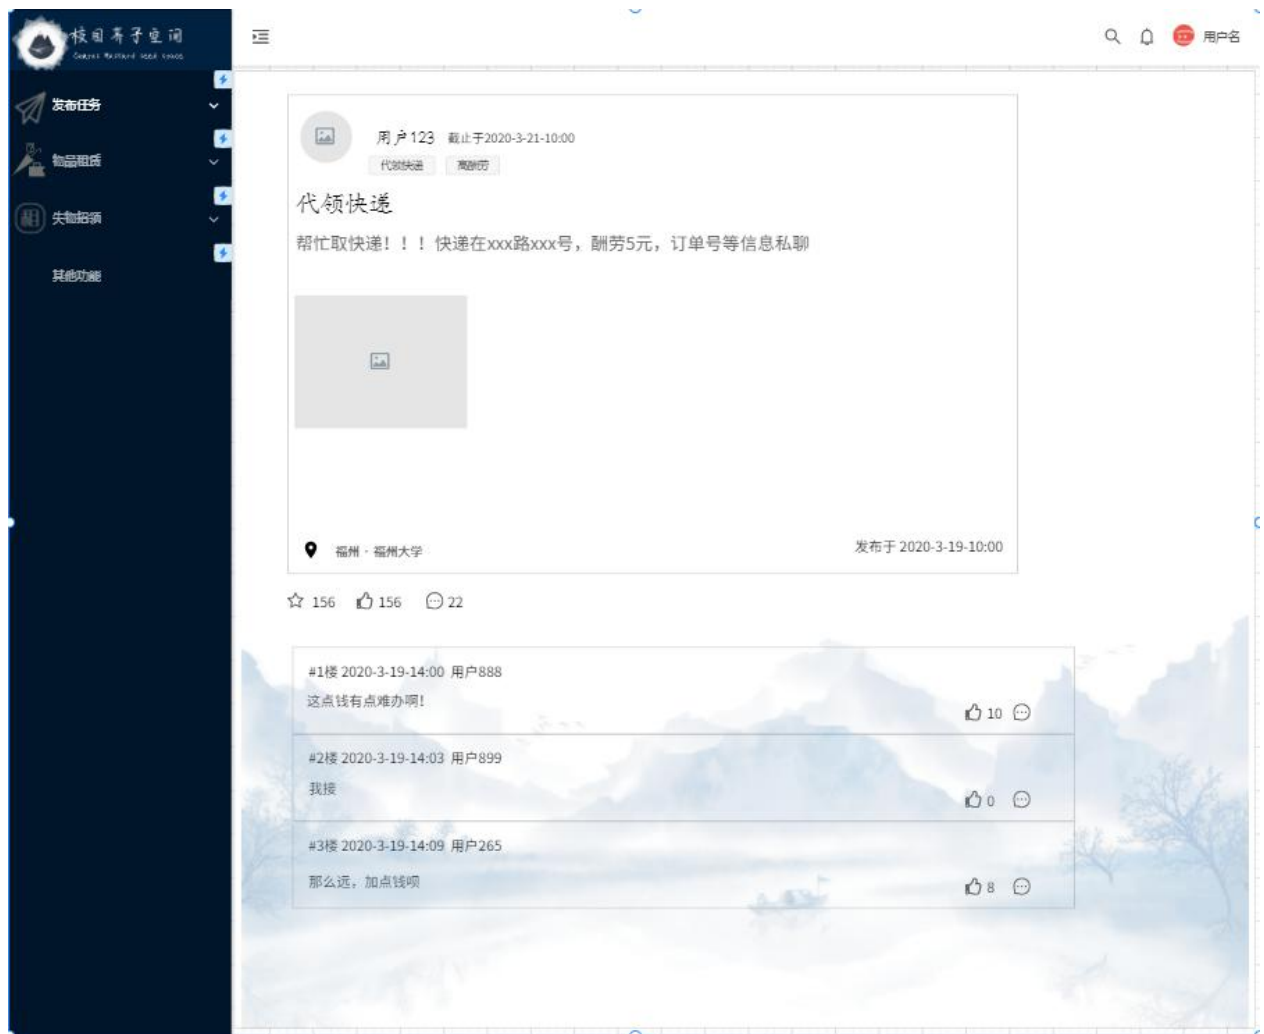 校园芥子空间
Campus Mustard seed space
用户名
发布任务
物品租赁
失物招领
其他功能
用户123 截止于2020-3-21-10:00
代领快递 高酬劳
代领快递
帮忙取快递！！！快递在xxx路xxx号，酬劳5元，订单号等信息私聊
福州 · 福州大学
发布于 2020-3-19-10:00
156 156 22
#1楼 2020-3-19-14:00 用户888
这点钱有点难办啊！
10
#2楼 2020-3-19-14:03 用户899
我接
0
#3楼 2020-3-19-14:09 用户265
那么远，加点钱呗
8